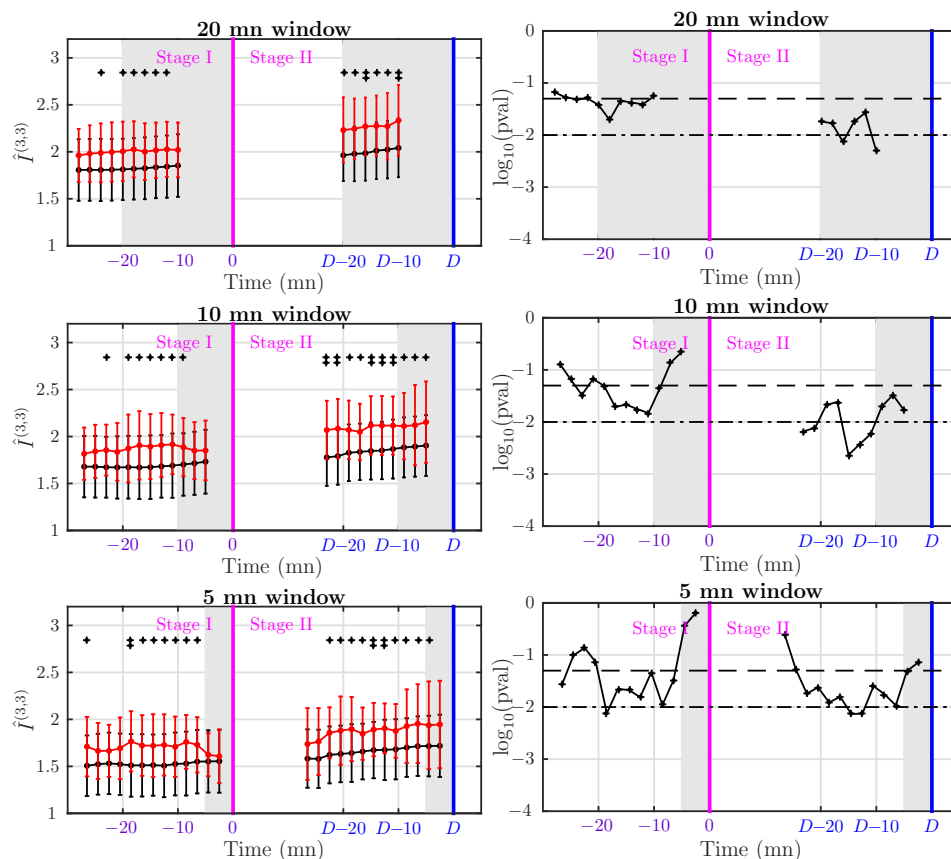 20 mn window
20 mn window
Stage I
Stage II
Stage I
Stage II
3
2.5
2
1.5
1
Î^(3,3)
−20
−10
0
D−20
D−10
D
Time (mn)
0
−1
−2
−3
−4
log₁₀(pval)
−20
−10
0
D−20
D−10
D
Time (mn)
10 mn window
10 mn window
Stage I
Stage II
Stage I
Stage II
3
2.5
2
1.5
1
Î^(3,3)
−20
−10
0
D−20
D−10
D
Time (mn)
0
−1
−2
−3
−4
log₁₀(pval)
−20
−10
0
D−20
D−10
D
Time (mn)
5 mn window
5 mn window
Stage I
Stage II
Stage I
Stage II
3
2.5
2
1.5
1
Î^(3,3)
−20
−10
0
D−20
D−10
D
Time (mn)
0
−1
−2
−3
−4
log₁₀(pval)
−20
−10
0
D−20
D−10
D
Time (mn)